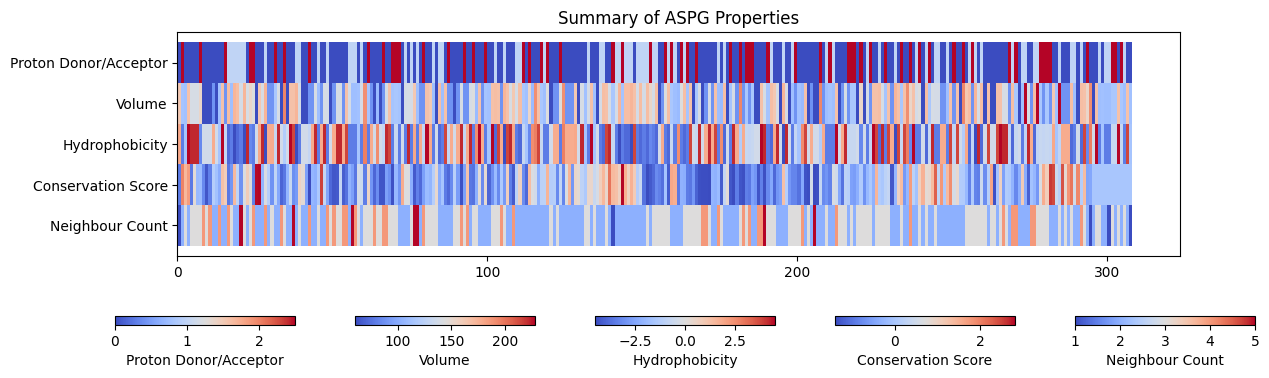 Summary of ASPG Properties
Proton Donor/Acceptor
Volume
Hydrophobicity
Conservation Score
Neighbour Count
0 100 200 300
0 1 2
Proton Donor/Acceptor
100 150 200
Volume
−2.5 0.0 2.5
Hydrophobicity
0 2
Conservation Score
1 2 3 4 5
Neighbour Count